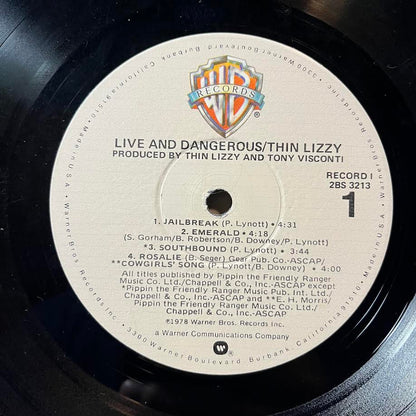 WB
RECORDS
®
LIVE AND DANGEROUS/THIN LIZZY
PRODUCED BY THIN LIZZY AND TONY VISCONTI
RECORD I
2BS 3213
1
1. JAILBREAK (P. Lynott) • 4:31
2. EMERALD • 4:18
(S. Gorham/B. Robertson/B. Downey/P. Lynott)
*3. SOUTHBOUND (P. Lynott) • 3:44
4. ROSALIE (B. Seger) Gear Pub. Co.-ASCAP/
**COWGIRLS' SONG (P. Lynott/B. Downey) • 4:00
All titles published by Pippin the Friendly Ranger
Music Co. Ltd./Chappell & Co., Inc.-ASCAP except
*Pippin the Friendly Ranger Music Pub. Int Ltd./
Chappell & Co., Inc.-ASCAP and **E. H. Morris/
Pippin the Friendly Ranger Music Co. Ltd./
Chappell & Co., Inc.-ASCAP
℗1978 Warner Bros. Records Inc.
a Warner Communications Company
3300 Warner Boulevard, Burbank, California 91510 • Made in U.S.A.